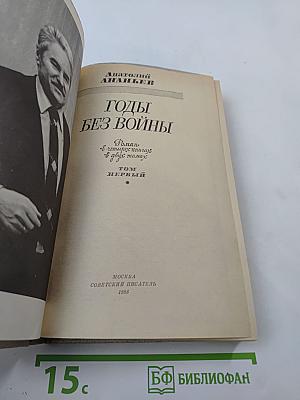 Анатолий
АНАНЬЕВ
ГОДЫ
БЕЗ ВОЙНЫ
Роман
в четырех книгах
в двух томах
ТОМ
ПЕРВЫЙ
МОСКВА
СОВЕТСКИЙ ПИСАТЕЛЬ
15с
БФ БИБЛИОФАН